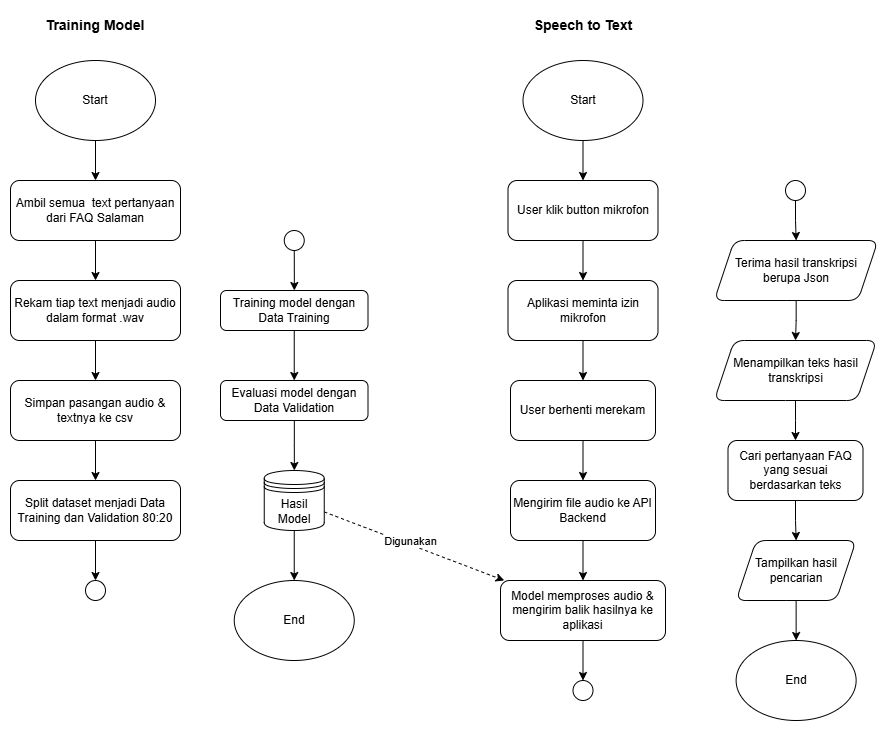 Training Model
Start
Ambil semua text pertanyaan
dari FAQ Salaman
Rekam tiap text menjadi audio
dalam format .wav
Simpan pasangan audio &
textnya ke csv
Split dataset menjadi Data
Training dan Validation 80:20
Training model dengan
Data Training
Evaluasi model dengan
Data Validation
Hasil
Model
Digunakan
End
Speech to Text
Start
User klik button mikrofon
Aplikasi meminta izin
mikrofon
User berhenti merekam
Mengirim file audio ke API
Backend
Model memproses audio &
mengirim balik hasilnya ke
aplikasi
Terima hasil transkripsi
berupa Json
Menampilkan teks hasil
transkripsi
Cari pertanyaan FAQ
yang sesuai
berdasarkan teks
Tampilkan hasil
pencarian
End